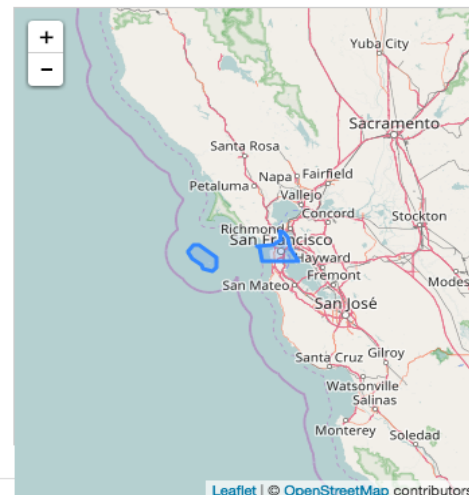 +
−
Yuba City
Sacramento
Santa Rosa
Napa Fairfield
Petaluma
Vallejo
Concord
Stockton
Richmond
San Francisco
Hayward
Modes
Fremont
San Mateo
San José
Gilroy
Santa Cruz
Watsonville
Salinas
Monterey
Soledad
Leaflet | © OpenStreetMap contributors